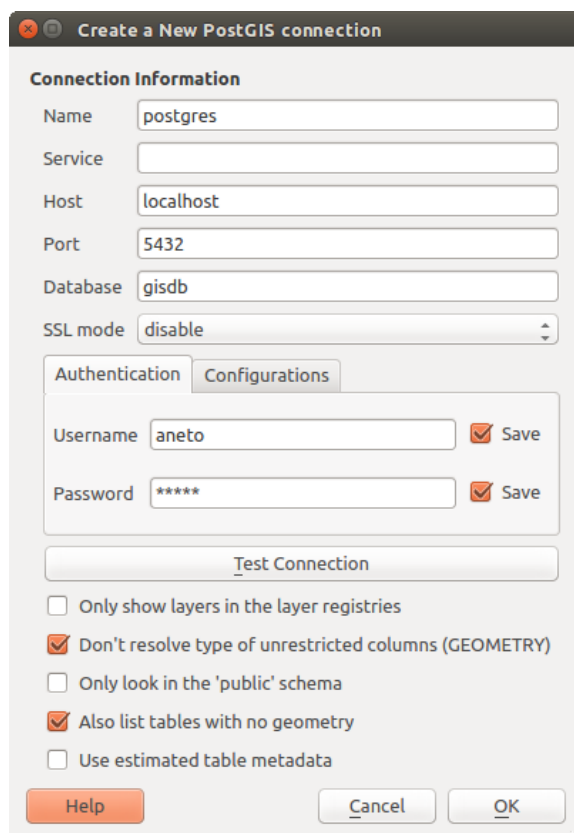 Create a New PostGIS connection
Connection Information
Name postgres
Service
Host localhost
Port 5432
Database gisdb
SSL mode disable
Authentication Configurations
Username aneto Save
Password ***** Save
Test Connection
Only show layers in the layer registries
Don't resolve type of unrestricted columns (GEOMETRY)
Only look in the 'public' schema
Also list tables with no geometry
Use estimated table metadata
Help Cancel OK